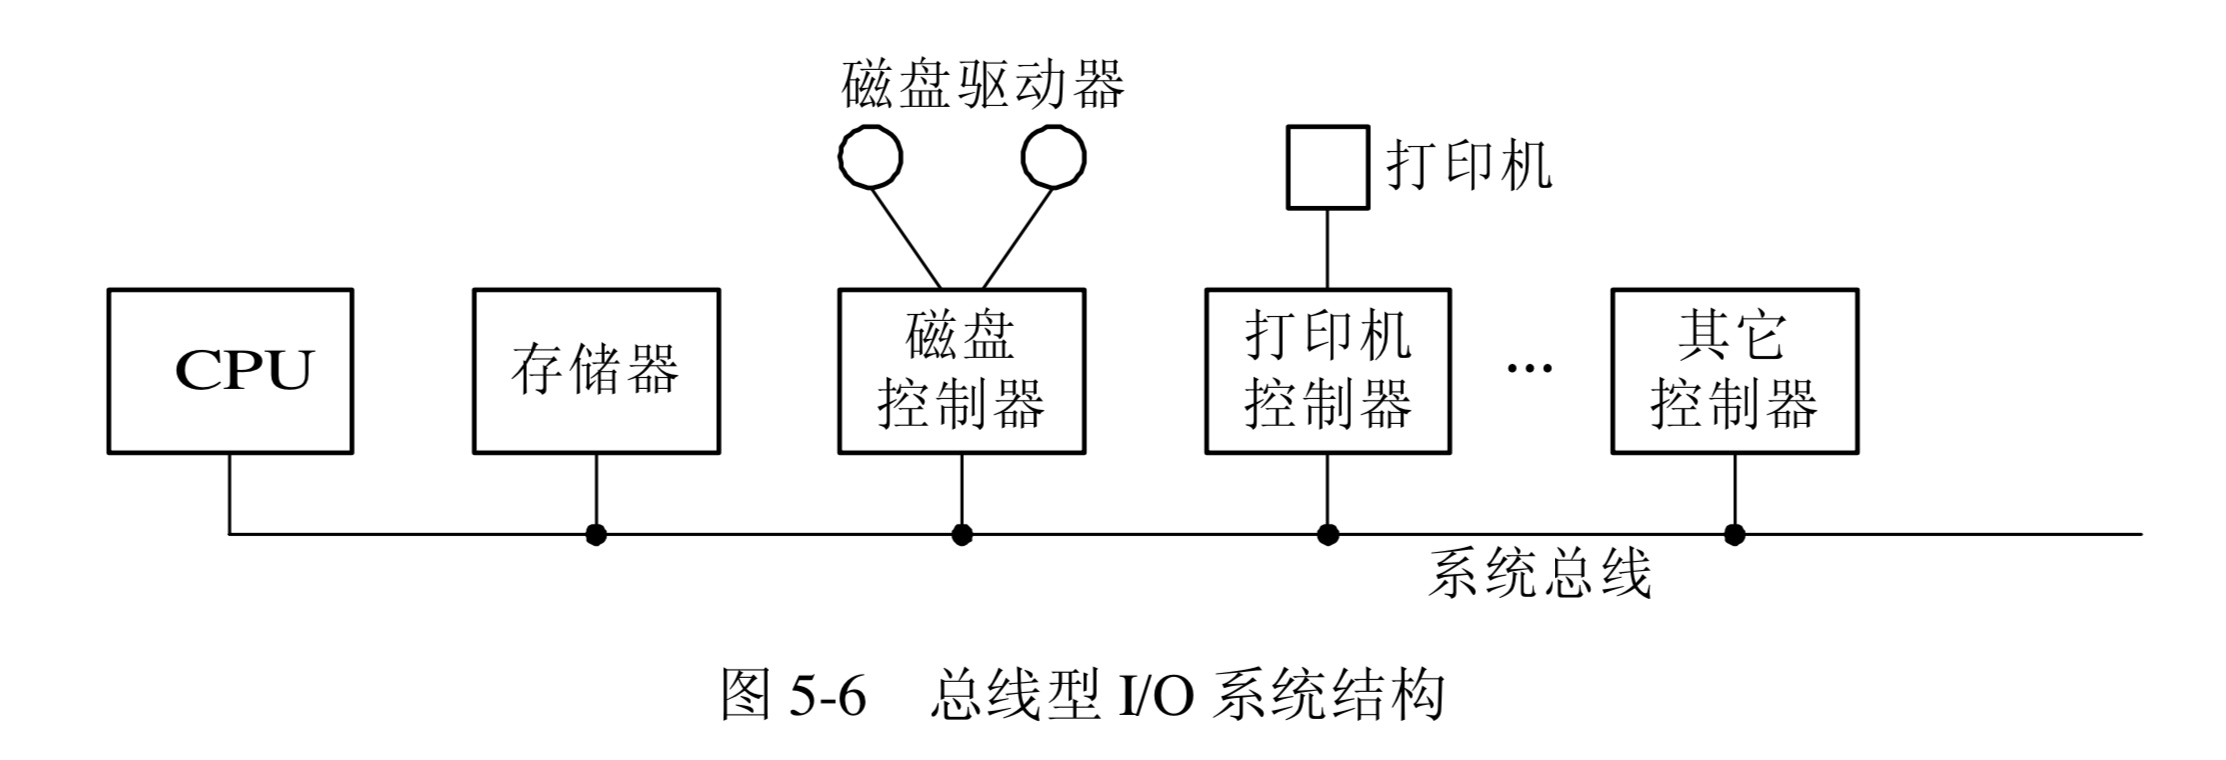 磁盘驱动器
打印机
CPU
存储器
磁盘
控制器
打印机
控制器
…
其它
控制器
系统总线
图 5-6 总线型 I/O 系统结构